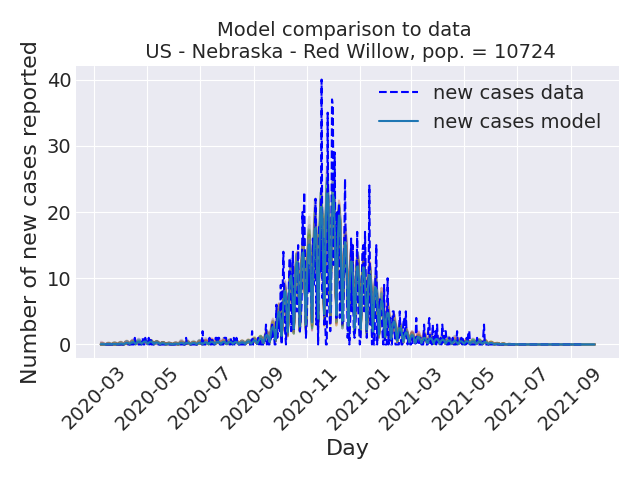 Model comparison to data
US - Nebraska - Red Willow, pop. = 10724
Number of new cases reported
40
30
20
10
0
new cases data
new cases model
2020-03
2020-05
2020-07
2020-09
2020-11
2021-01
2021-03
2021-05
2021-07
2021-09
Day